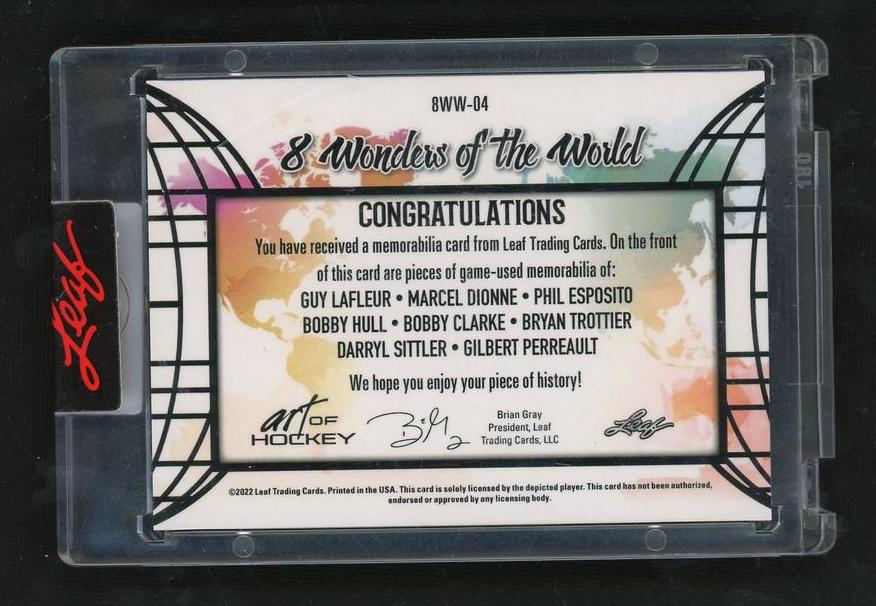 8WW-04
8 Wonders of the World
CONGRATULATIONS
You have received a memorabilia card from Leaf Trading Cards. On the front
of this card are pieces of game-used memorabilia of:
GUY LAFLEUR • MARCEL DIONNE • PHIL ESPOSITO
BOBBY HULL • BOBBY CLARKE • BRYAN TROTTIER
DARRYL SITTLER • GILBERT PERREAULT
We hope you enjoy your piece of history!
art OF
HOCKEY
Brian Gray
President, Leaf
Trading Cards, LLC
Leaf
©2022 Leaf Trading Cards. Printed in the USA. This card is solely licensed by the depicted player. This card has not been authorized,
endorsed or approved by any licensing body.
Leaf
180